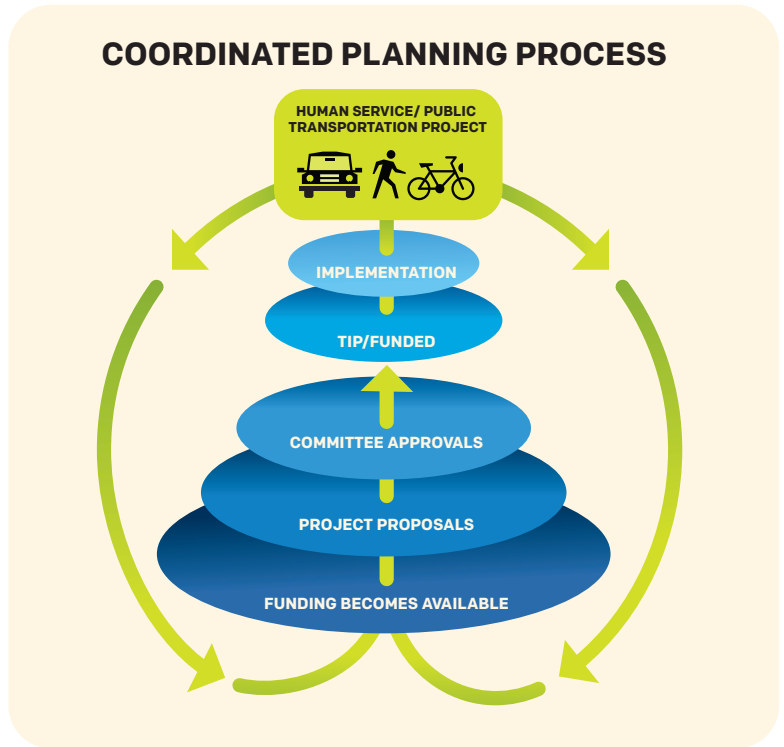 COORDINATED PLANNING PROCESS
HUMAN SERVICE/ PUBLIC
TRANSPORTATION PROJECT
IMPLEMENTATION
TIP/FUNDED
COMMITTEE APPROVALS
PROJECT PROPOSALS
FUNDING BECOMES AVAILABLE